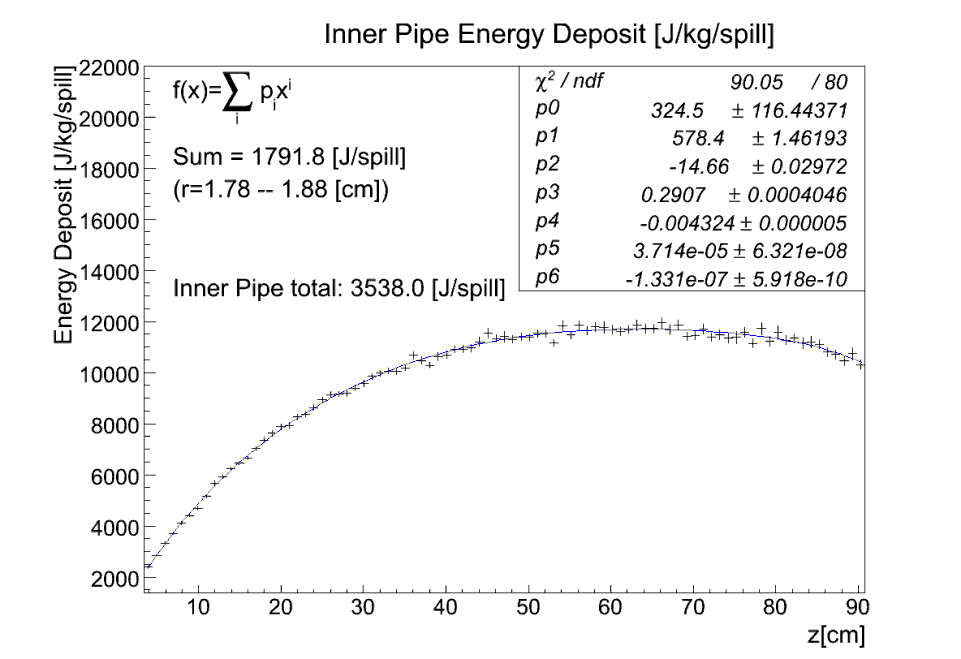 Inner Pipe Energy Deposit [J/kg/spill]
Energy Deposit [J/kg/spill]
22000
20000
18000
16000
14000
12000
10000
8000
6000
4000
2000
f(x)=∑ pᵢxⁱ
i
Sum = 1791.8 [J/spill]
(r=1.78 -- 1.88 [cm])
Inner Pipe total: 3538.0 [J/spill]
χ² / ndf 90.05 / 80
p0 324.5 ± 116.44371
p1 578.4 ± 1.46193
p2 -14.66 ± 0.02972
p3 0.2907 ± 0.0004046
p4 -0.004324 ± 0.000005
p5 3.714e-05 ± 6.321e-08
p6 -1.331e-07 ± 5.918e-10
10 20 30 40 50 60 70 80 90
z[cm]